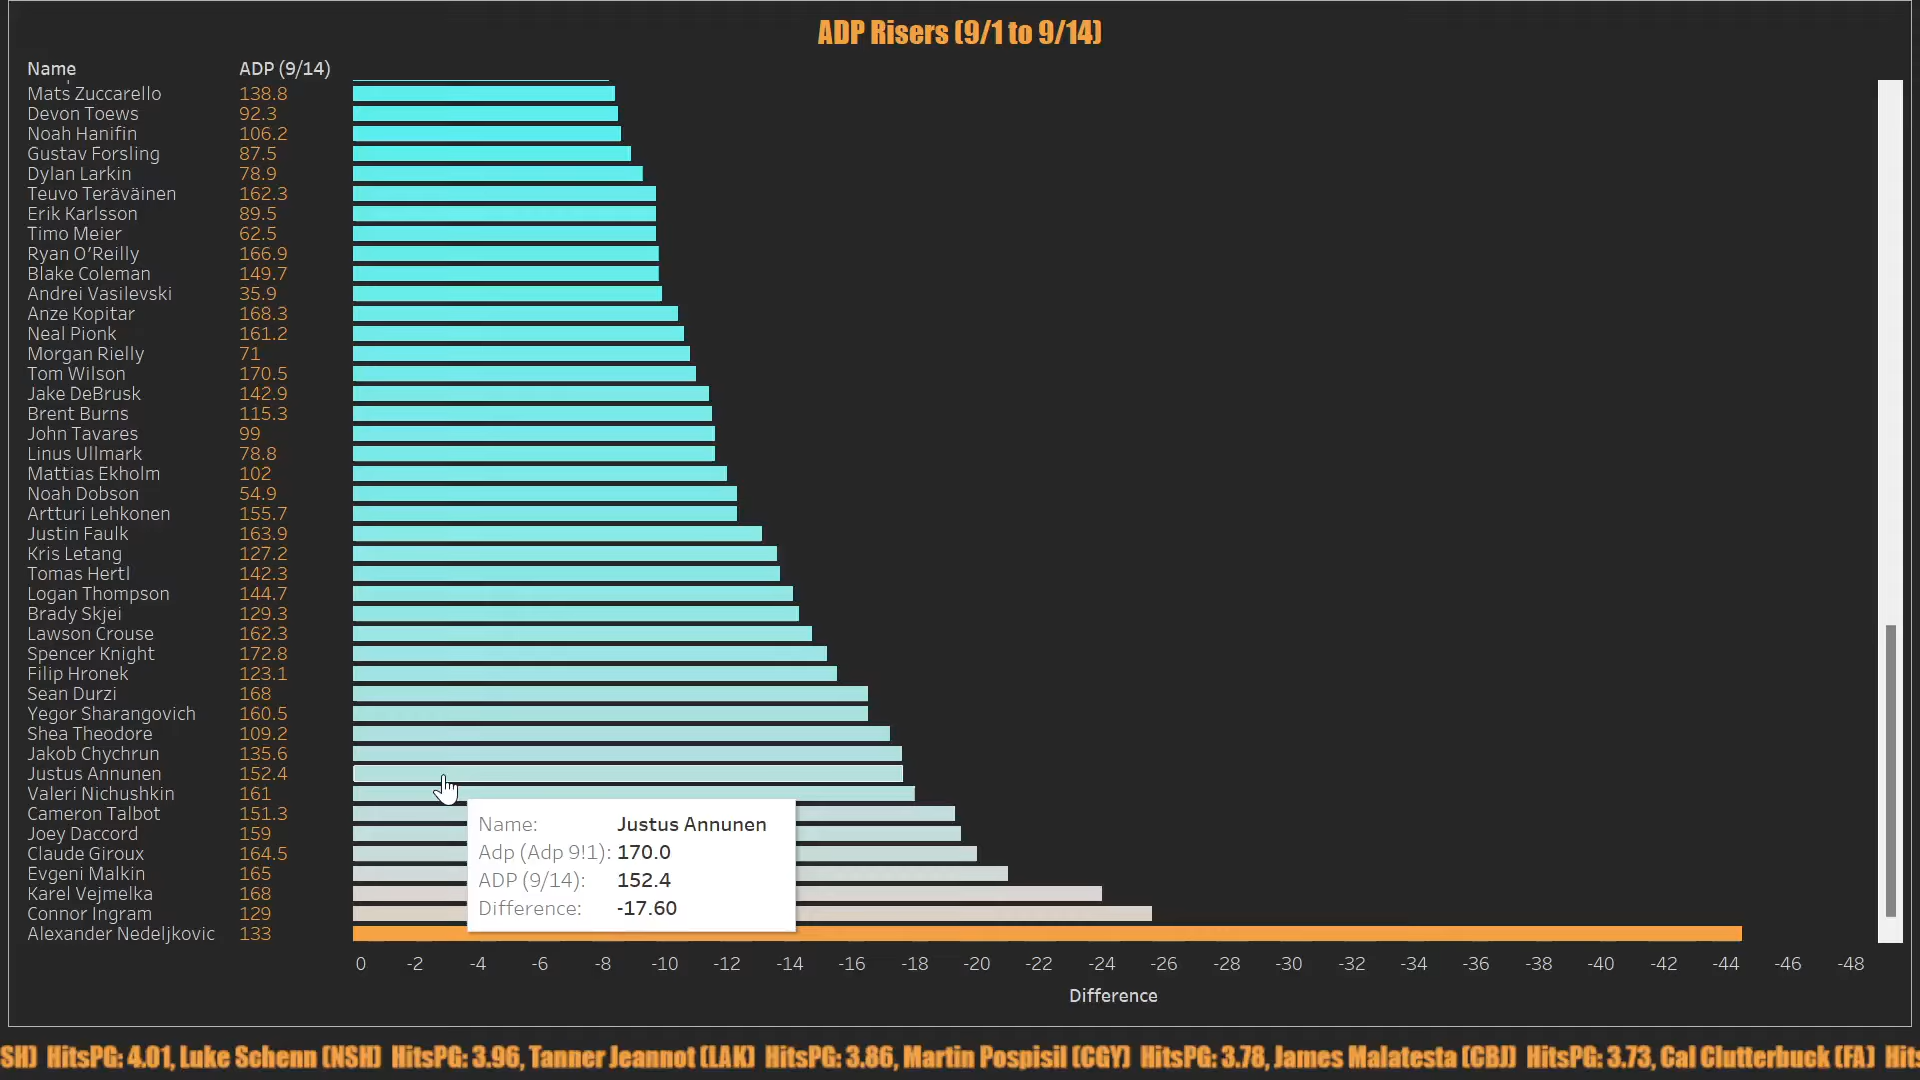 ADP Risers (9/1 to 9/14)
Name ADP (9/14)
Mats Zuccarello 138.8
Devon Toews 92.3
Noah Hanifin 106.2
Gustav Forsling 87.5
Dylan Larkin 78.9
Teuvo Teräväinen 162.3
Erik Karlsson 89.5
Timo Meier 62.5
Ryan O'Reilly 166.9
Blake Coleman 149.7
Andrei Vasilevski 35.9
Anze Kopitar 168.3
Neal Pionk 161.2
Morgan Rielly 71
Tom Wilson 170.5
Jake DeBrusk 142.9
Brent Burns 115.3
John Tavares 99
Linus Ullmark 78.8
Mattias Ekholm 102
Noah Dobson 54.9
Artturi Lehkonen 155.7
Justin Faulk 163.9
Kris Letang 127.2
Tomas Hertl 142.3
Logan Thompson 144.7
Brady Skjei 129.3
Lawson Crouse 162.3
Spencer Knight 172.8
Filip Hronek 123.1
Sean Durzi 168
Yegor Sharangovich 160.5
Shea Theodore 109.2
Jakob Chychrun 135.6
Justus Annunen 152.4
Valeri Nichushkin 161
Cameron Talbot 151.3
Joey Daccord 159
Claude Giroux 164.5
Evgeni Malkin 165
Karel Vejmelka 168
Connor Ingram 129
Alexander Nedeljkovic 133
Name: Justus Annunen
Adp (Adp 9!1): 170.0
ADP (9/14): 152.4
Difference: -17.60
0 -2 -4 -6 -8 -10 -12 -14 -16 -18 -20 -22 -24 -26 -28 -30 -32 -34 -36 -38 -40 -42 -44 -46 -48
Difference
SH) HitsPG: 4.01, Luke Schenn (NSH) HitsPG: 3.96, Tanner Jeannot (LAK) HitsPG: 3.86, Martin Pospisil (CGY) HitsPG: 3.78, James Malatesta (CBJ) HitsPG: 3.73, Cal Clutterbuck (FA) Hits